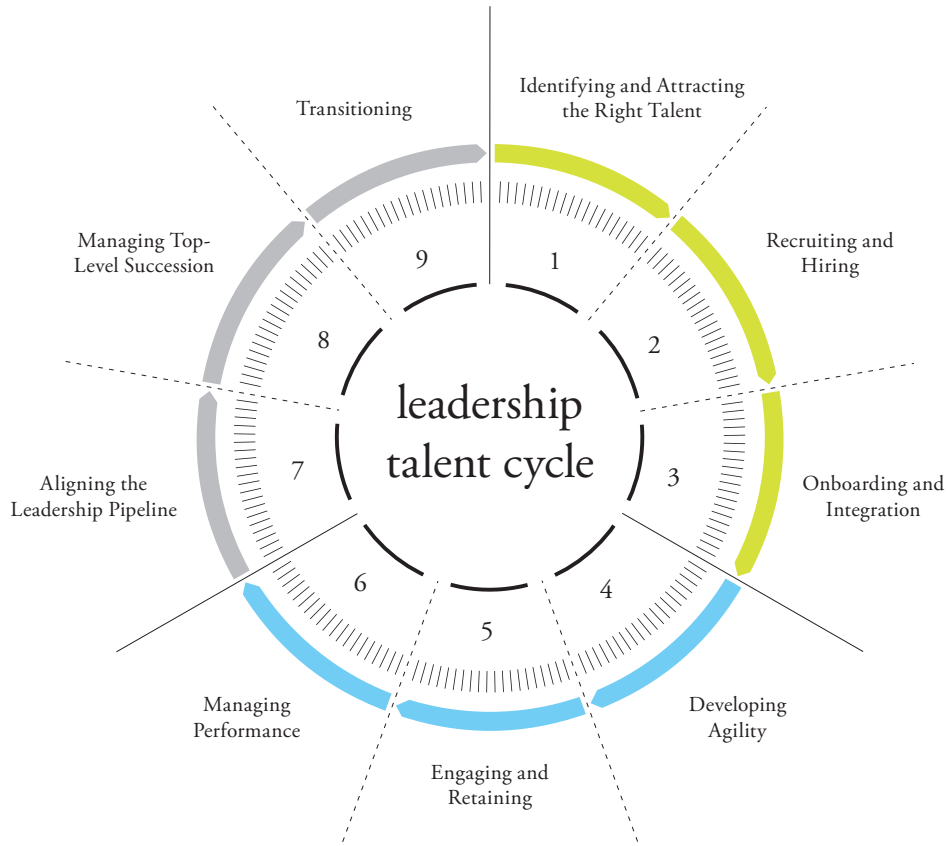 leadership
talent cycle
1
Identifying and Attracting
the Right Talent
2
Recruiting and
Hiring
3
Onboarding and
Integration
4
Developing
Agility
5
Engaging and
Retaining
6
Managing
Performance
7
Aligning the
Leadership Pipeline
8
Managing Top-
Level Succession
9
Transitioning